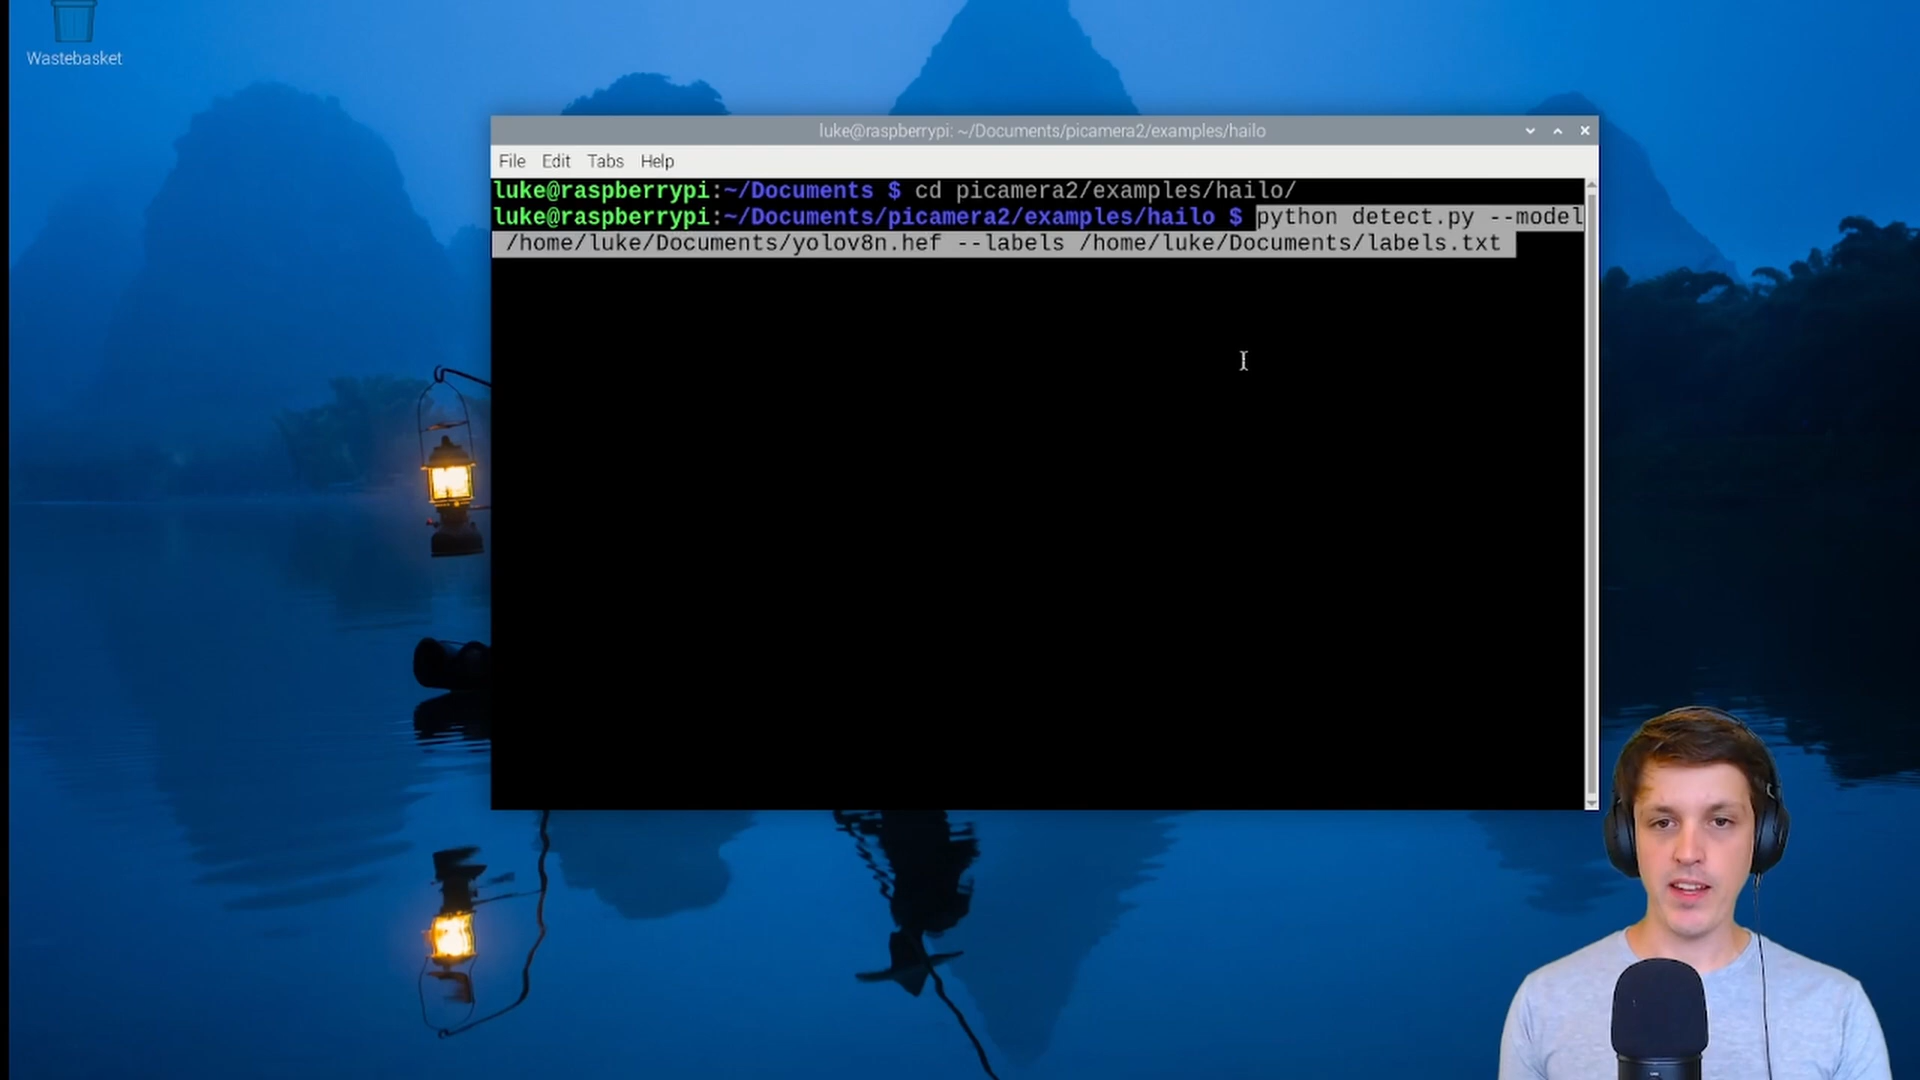 Wastebasket
luke@raspberrypi: ~/Documents/picamera2/examples/hailo
File Edit Tabs Help
luke@raspberrypi:~/Documents $ cd picamera2/examples/hailo/
luke@raspberrypi:~/Documents/picamera2/examples/hailo $ python detect.py --model
/home/luke/Documents/yolov8n.hef --labels /home/luke/Documents/labels.txt